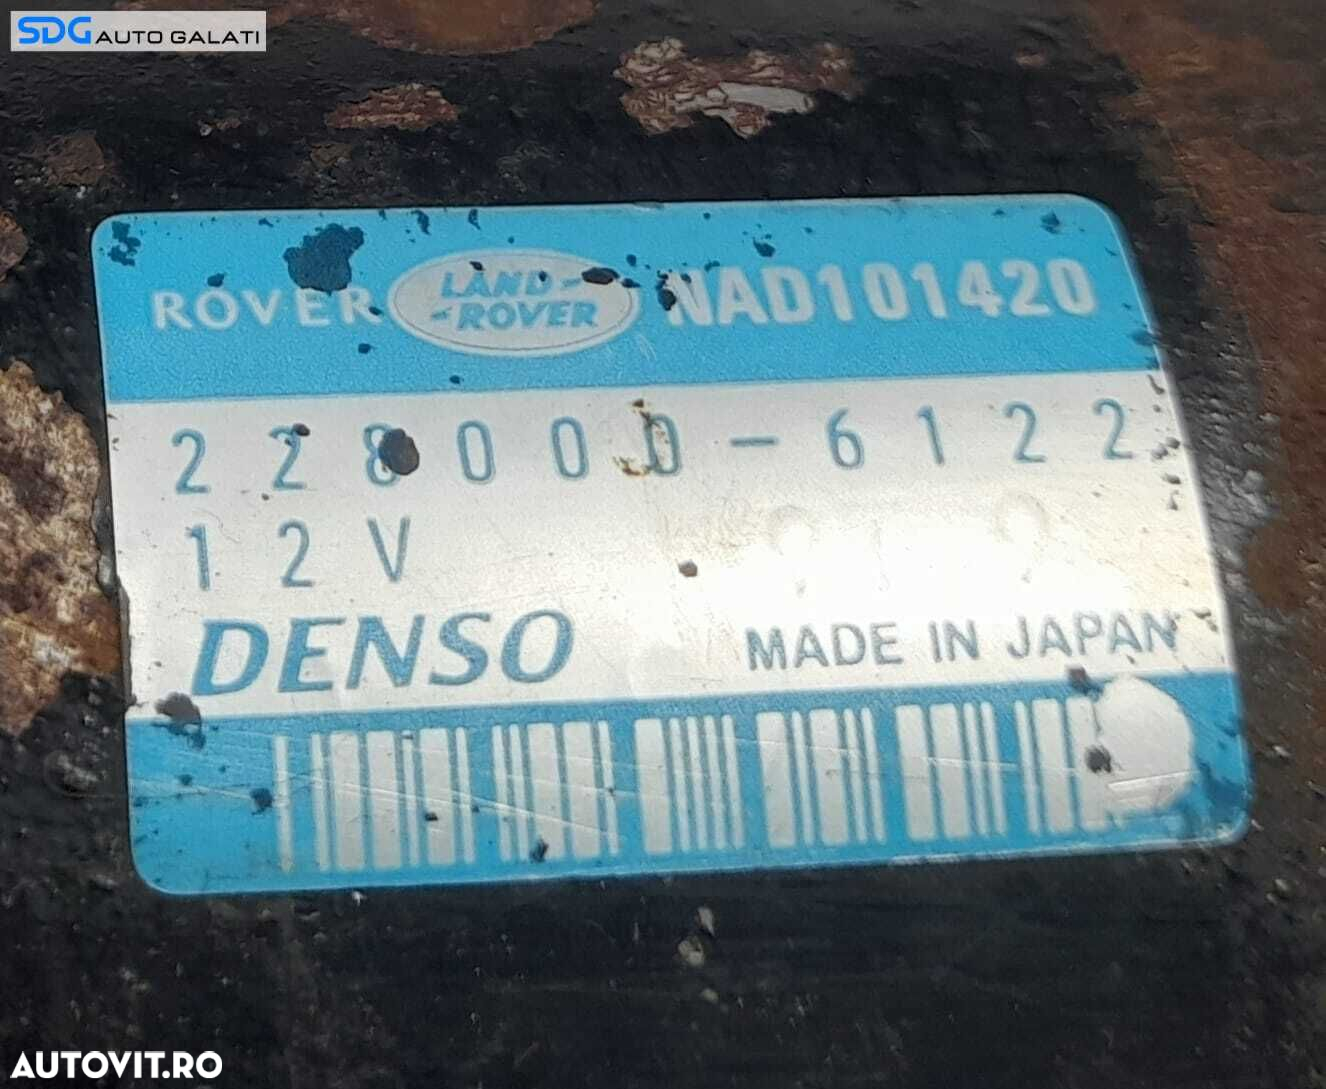 SDG AUTO GALATI
ROVER LAND ROVER NAD101420
228000-6122
12V
DENSO MADE IN JAPAN
AUTOVIT.RO